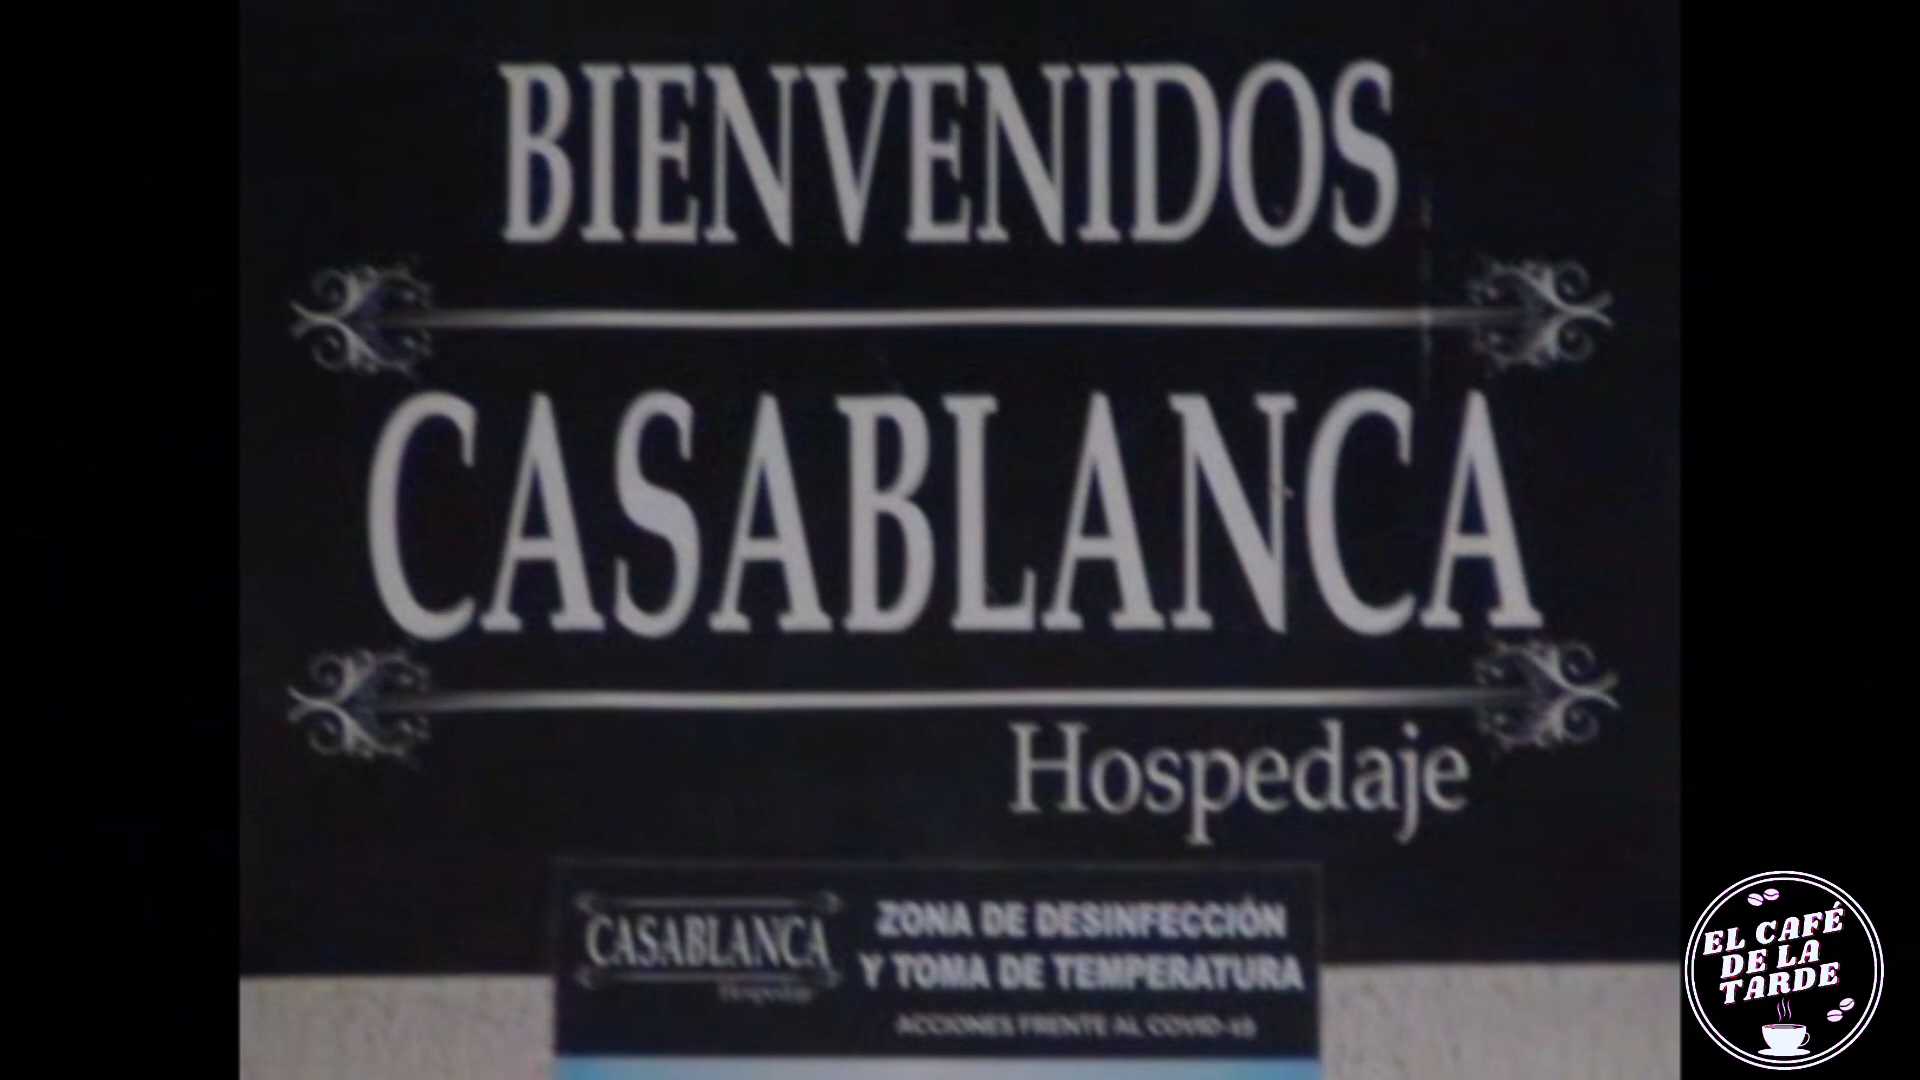 BIENVENIDOS
CASABLANCA
Hospedaje
CASABLANCA
Hospedaje
ZONA DE DESINFECCIÓN
Y TOMA DE TEMPERATURA
ACCIONES FRENTE AL COVID-19
EL CAFÉ
DE LA
TARDE